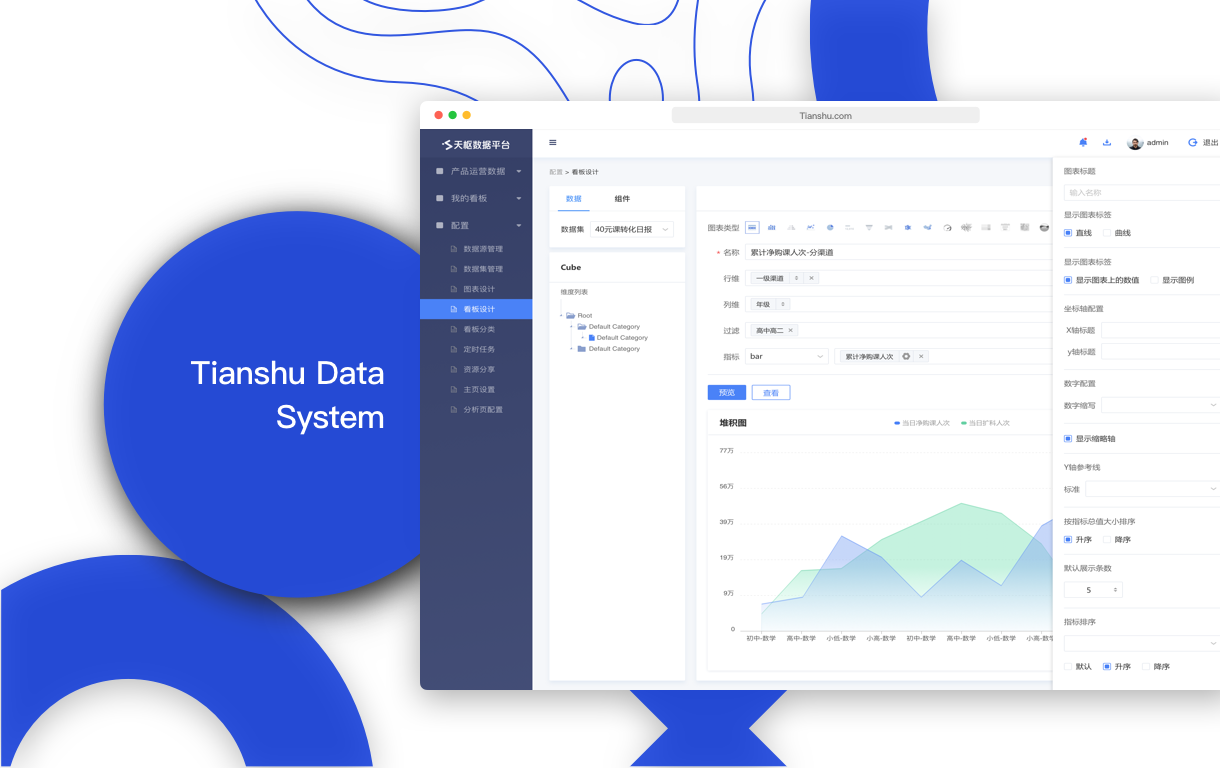 Tianshu Data
System
Tianshu.com
天枢数据平台
产品运营数据
我的看板
配置
数据源管理
数据集管理
图表设计
看板设计
看板分类
定时任务
资源分享
主页设置
分析页配置
admin
退出
配置 > 看板设计
数据 组件
数据集 40元课转化日报
Cube
维度列表
Root
Default Category
Default Category
Default Category
图表类型
* 名称 累计净购课人次-分渠道
行维 一级渠道
列维 年级
过滤 高中高二
指标 bar 累计净购课人次
预览 查看
堆积图 当日净购课人次 当日扩科人次
77万
56万
39万
19万
9万
0
初中-数学 高中-数学 小低-数学 小高-数学 初中-数学 高中-数学 小低-数学 小高-数学
图表标题
输入名称
显示图表标签
直线 曲线
显示图表标签
显示图表上的数值 显示图例
坐标轴配置
X轴标题
y轴标题
数字配置
数字缩写
显示缩略轴
Y轴参考线
标准
按指标总值大小排序
升序 降序
默认展示条数
5
指标排序
默认 升序 降序